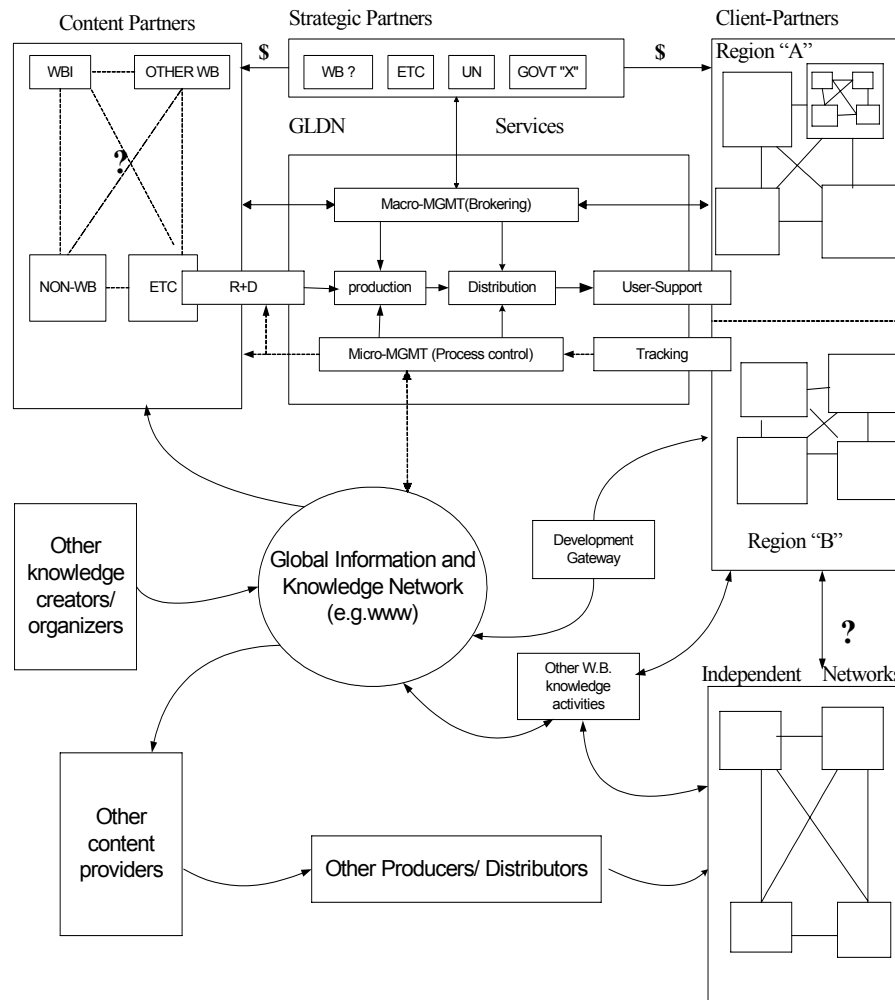 Content Partners
Strategic Partners
Client-Partners
$
$
Region “A”
WBI
OTHER WB
WB ?
ETC
UN
GOVT "X"
GLDN
Services
?
Macro-MGMT(Brokering)
NON-WB
ETC
R+D
production
Distribution
User-Support
Micro-MGMT (Process control)
Tracking
Other
knowledge
creators/
organizers
Global Information and
Knowledge Network
(e.g.www)
Development
Gateway
Region “B”
?
Other W.B.
knowledge
activities
Independent
Networks
Other
content
providers
Other Producers/ Distributors